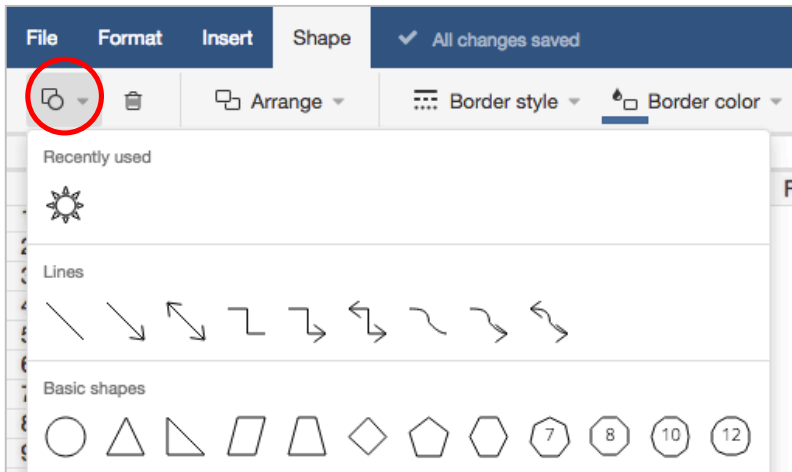 File Format Insert Shape All changes saved
Arrange Border style Border color
Recently used
Lines
Basic shapes
7 8 10 12